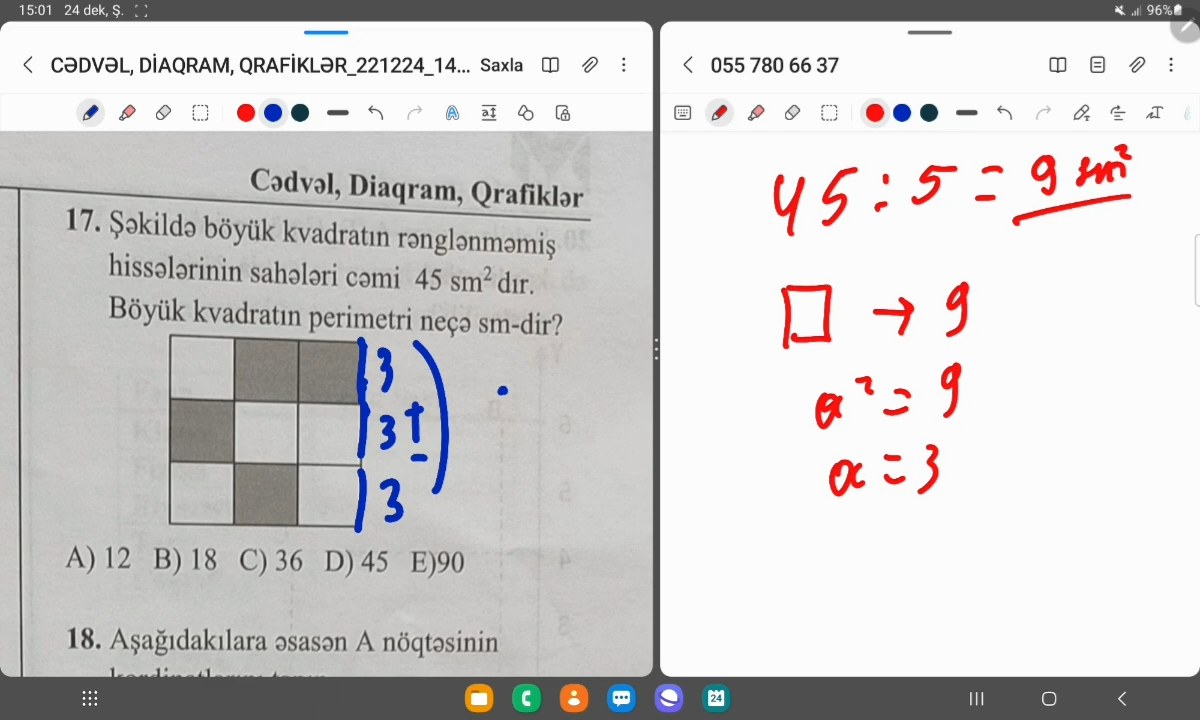 15:01 24 dek, Ş. 96%
CƏDVƏL, DİAQRAM, QRAFİKLƏR_221224_14... Saxla
Cədvəl, Diaqram, Qrafiklər
17. Şəkildə böyük kvadratın rənglənməmiş
hissələrinin sahələri cəmi 45 sm² dır.
Böyük kvadratın perimetri neçə sm-dir?
3
3 +
3
A) 12 B) 18 C) 36 D) 45 E)90
18. Aşağıdakılara əsasən A nöqtəsinin
055 780 66 37
45 : 5 = 9 sm²
□ → 9
a² = 9
a = 3
24